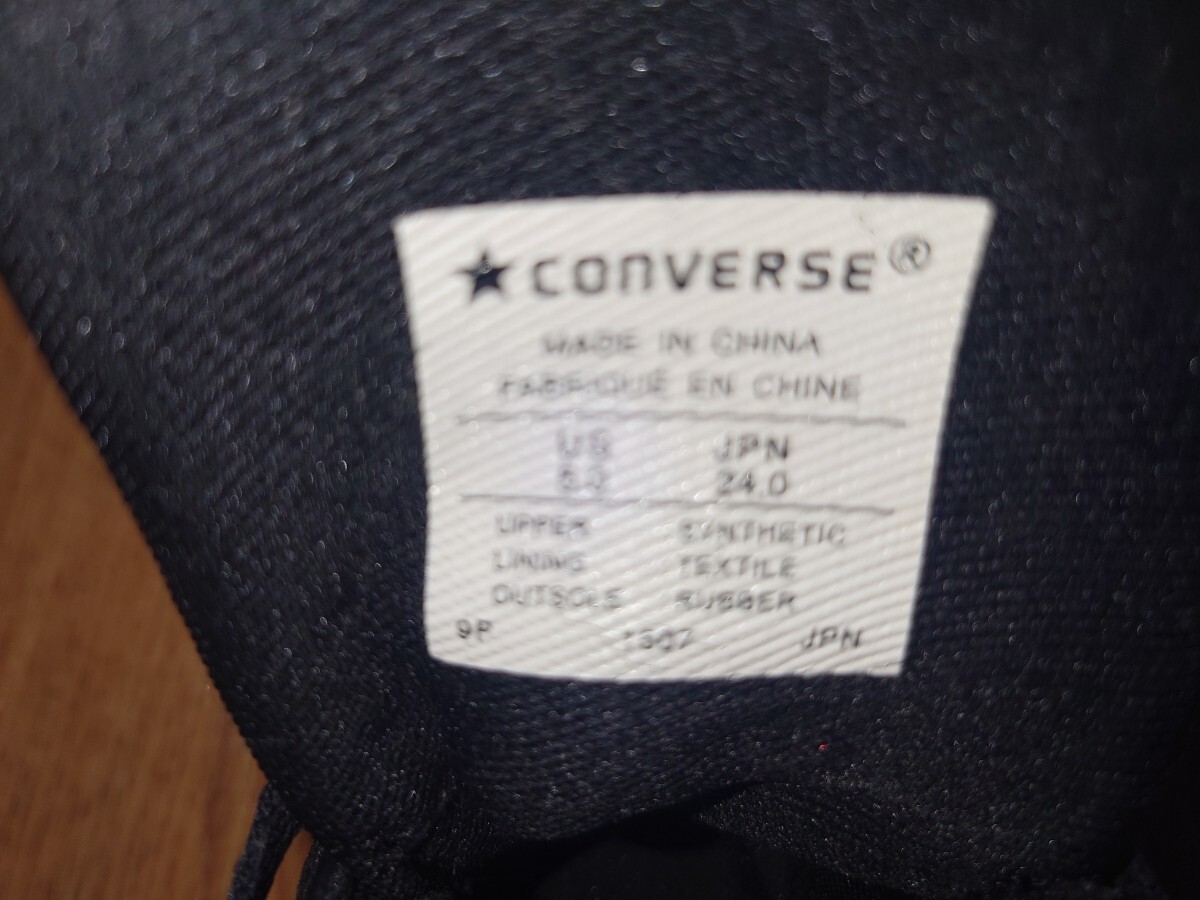 ★CONVERSE®
MADE IN CHINA
FABRIQUÉ EN CHINE
US JPN
24.0
UPPER SYNTHETIC
LINING TEXTILE
OUTSOLE RUBBER
9P JPN